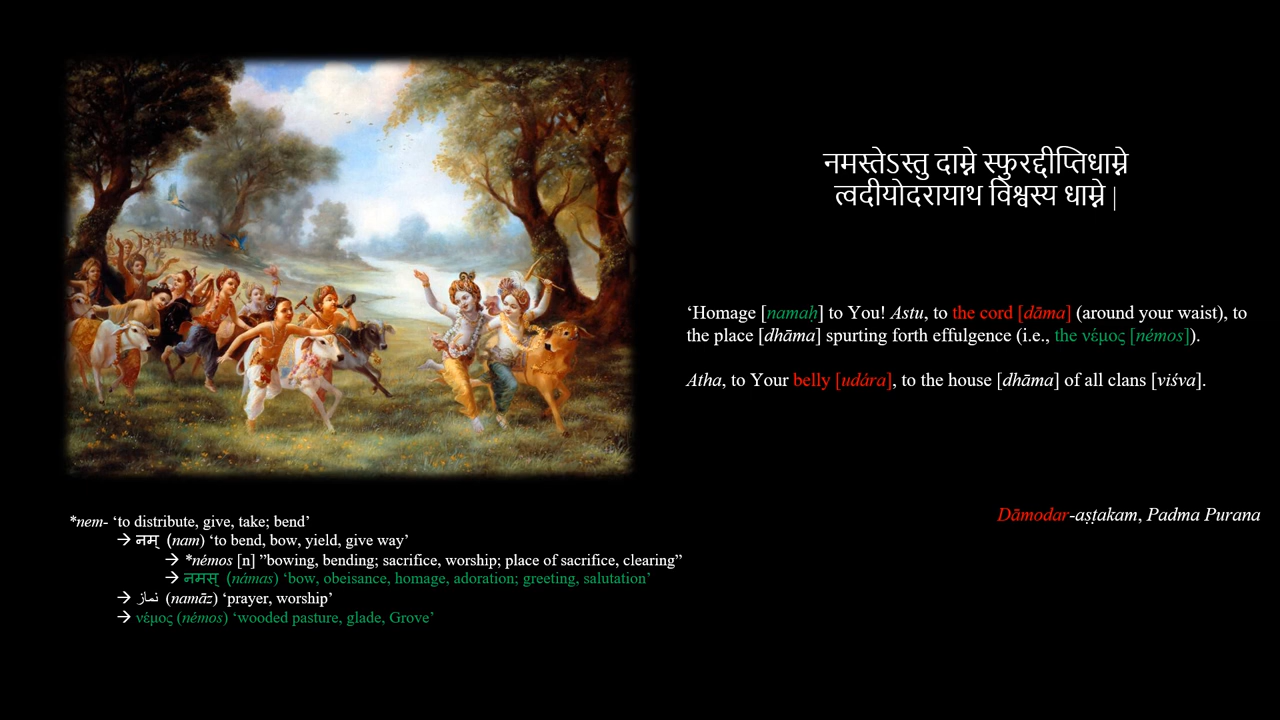 नमस्तेऽस्तु दाम्ने स्फुरद्दीप्तिधाम्ने
त्वदीयोदरायाथ विश्वस्य धाम्ने |
‘Homage [namaḥ] to You! Astu, to the cord [dāma] (around your waist), to
the place [dhāma] spurting forth effulgence (i.e., the νέμος [némos]).
Atha, to Your belly [udára], to the house [dhāma] of all clans [viśva].
Dāmodar-aṣṭakam, Padma Purana
*nem- ‘to distribute, give, take; bend’
→ नम् (nam) ‘to bend, bow, yield, give way’
→ *némos [n] ”bowing, bending; sacrifice, worship; place of sacrifice, clearing”
→ नमस् (námas) ‘bow, obeisance, homage, adoration; greeting, salutation’
→ نماز (namāz) ‘prayer, worship’
→ νέμος (némos) ‘wooded pasture, glade, Grove’